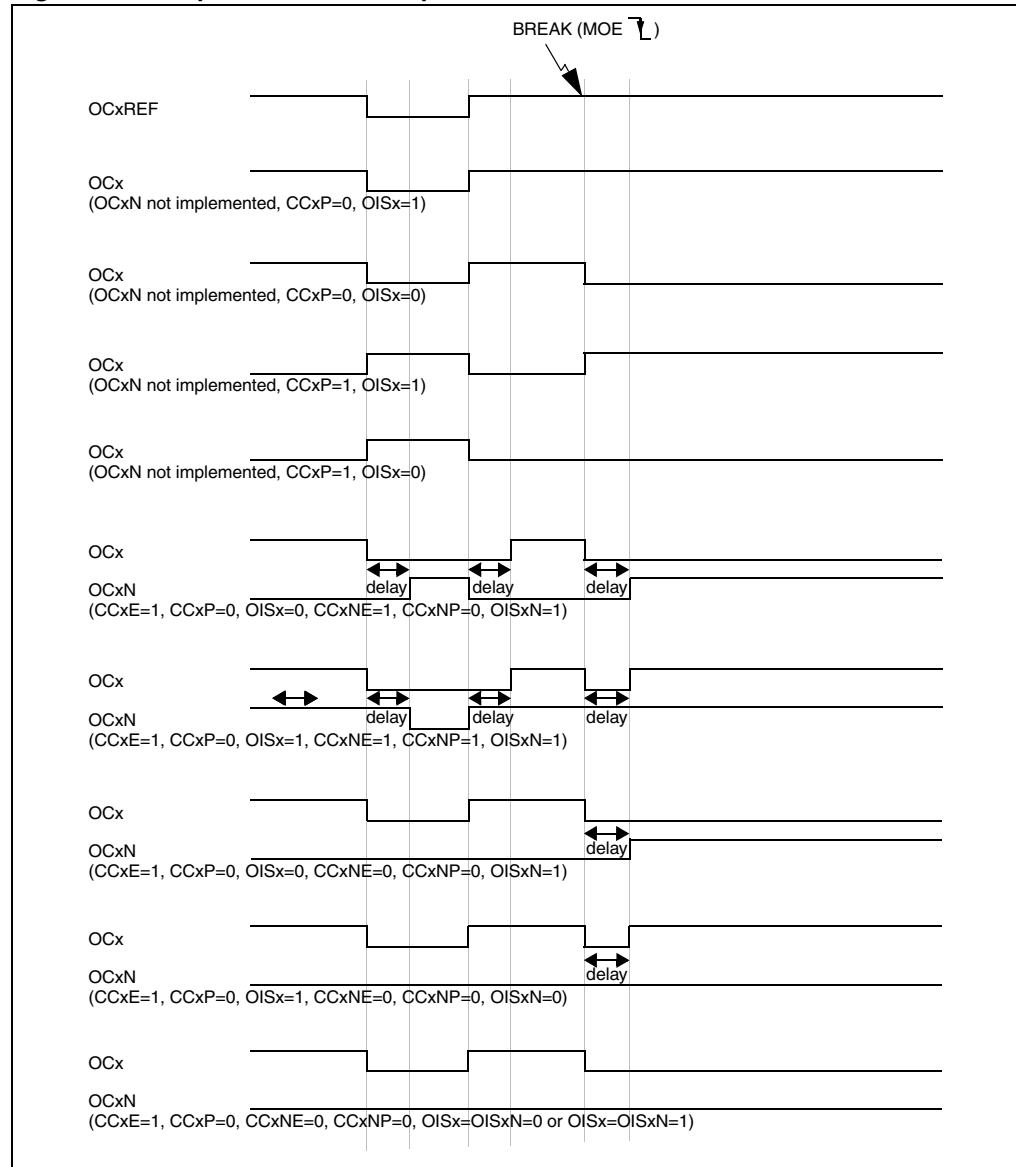 BREAK (MOE )
OCxREF
OCx
(OCxN not implemented, CCxP=0, OISx=1)
OCx
(OCxN not implemented, CCxP=0, OISx=0)
OCx
(OCxN not implemented, CCxP=1, OISx=1)
OCx
(OCxN not implemented, CCxP=1, OISx=0)
OCx
delay delay delay
OCxN
(CCxE=1, CCxP=0, OISx=0, CCxNE=1, CCxNP=0, OISxN=1)
OCx
delay delay delay
OCxN
(CCxE=1, CCxP=0, OISx=1, CCxNE=1, CCxNP=1, OISxN=1)
OCx
delay
OCxN
(CCxE=1, CCxP=0, OISx=0, CCxNE=0, CCxNP=0, OISxN=1)
OCx
delay
OCxN
(CCxE=1, CCxP=0, OISx=1, CCxNE=0, CCxNP=0, OISxN=0)
OCx
OCxN
(CCxE=1, CCxP=0, CCxNE=0, CCxNP=0, OISx=OISxN=0 or OISx=OISxN=1)